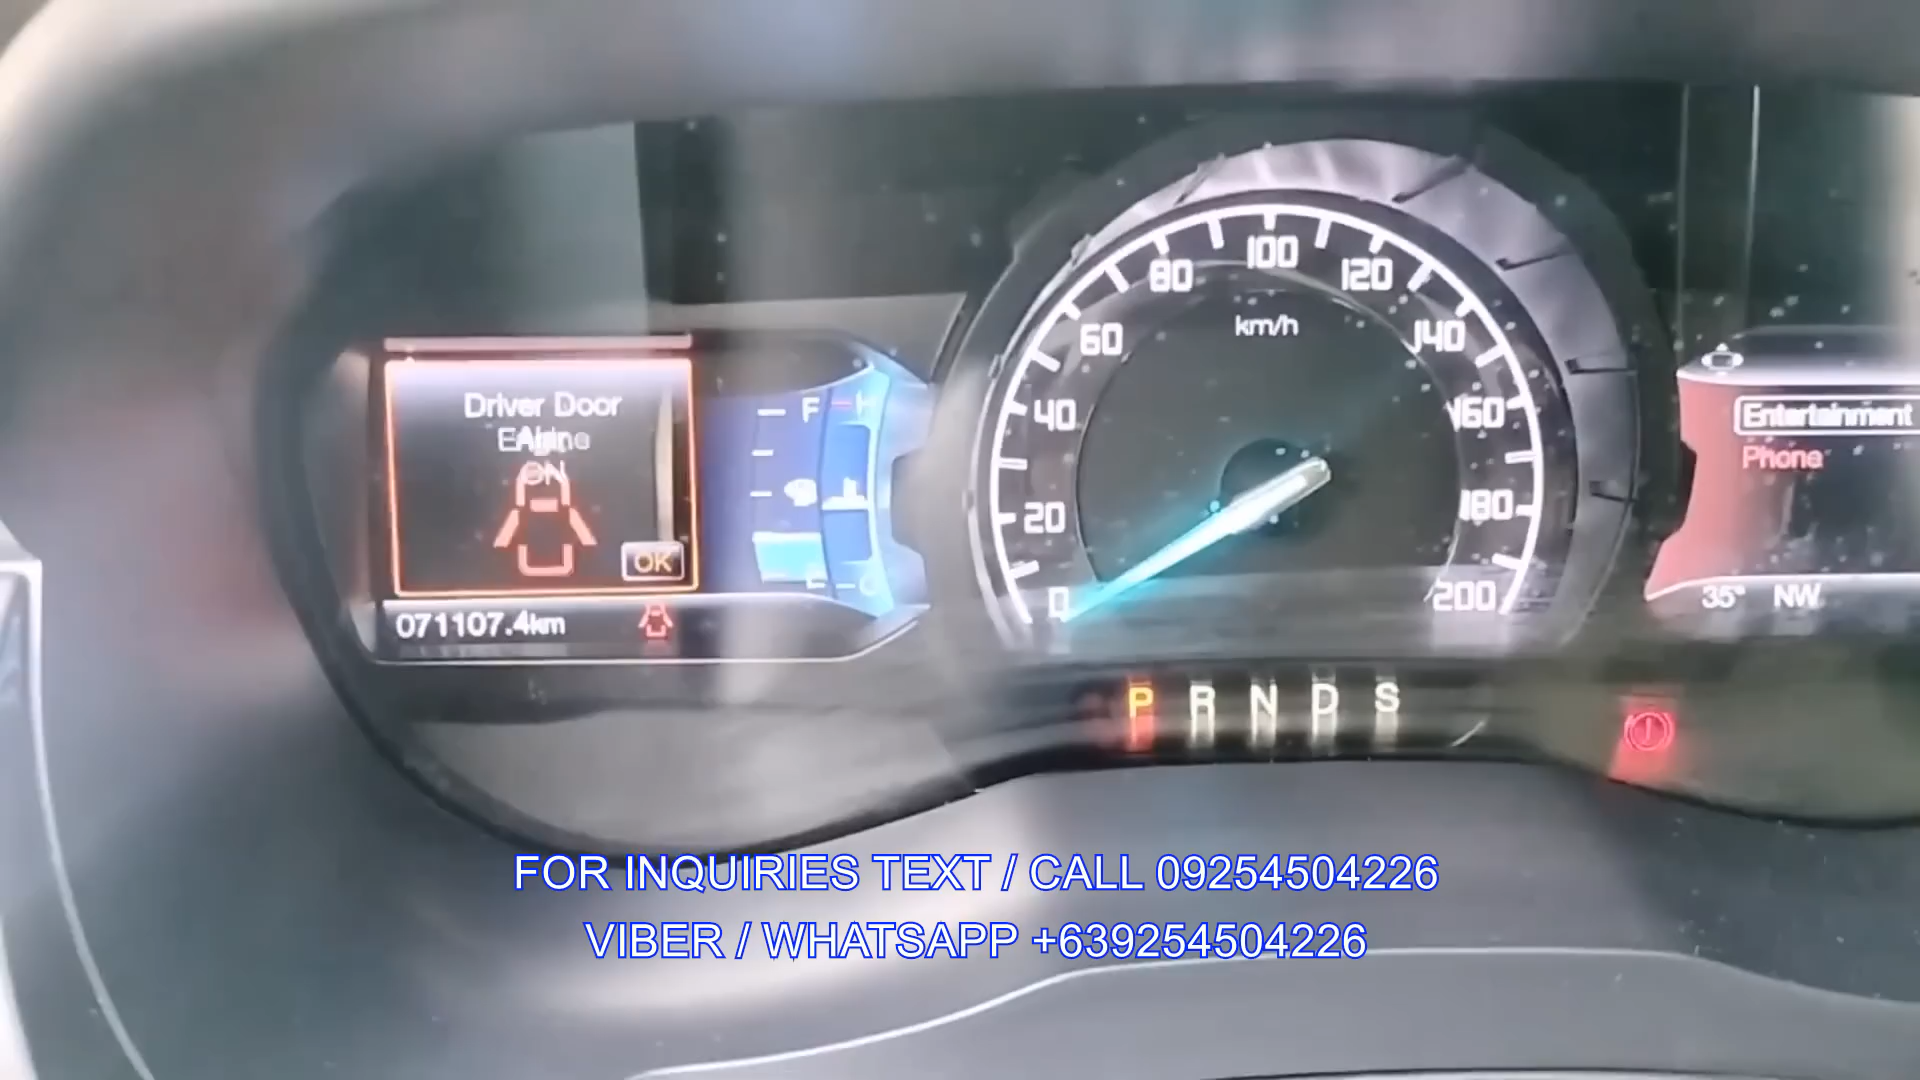 Driver Door
ON
OK
071107.4km
F
H
E
C
0
20
40
60
80
100
120
140
160
180
200
km/h
P R N D S
Entertainment
Phone
35° NW
FOR INQUIRIES TEXT / CALL 09254504226
VIBER / WHATSAPP +639254504226